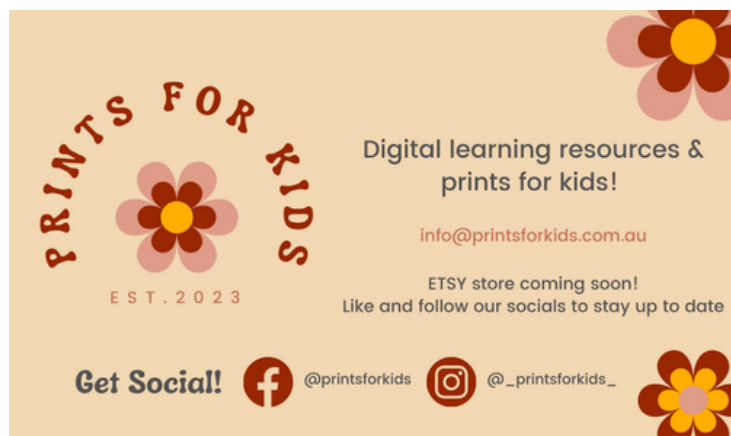 PRINTS FOR KIDS
EST.2023
Digital learning resources &
prints for kids!
info@printsforkids.com.au
ETSY store coming soon!
Like and follow our socials to stay up to date
Get Social!
@printsforkids
@_printsforkids_